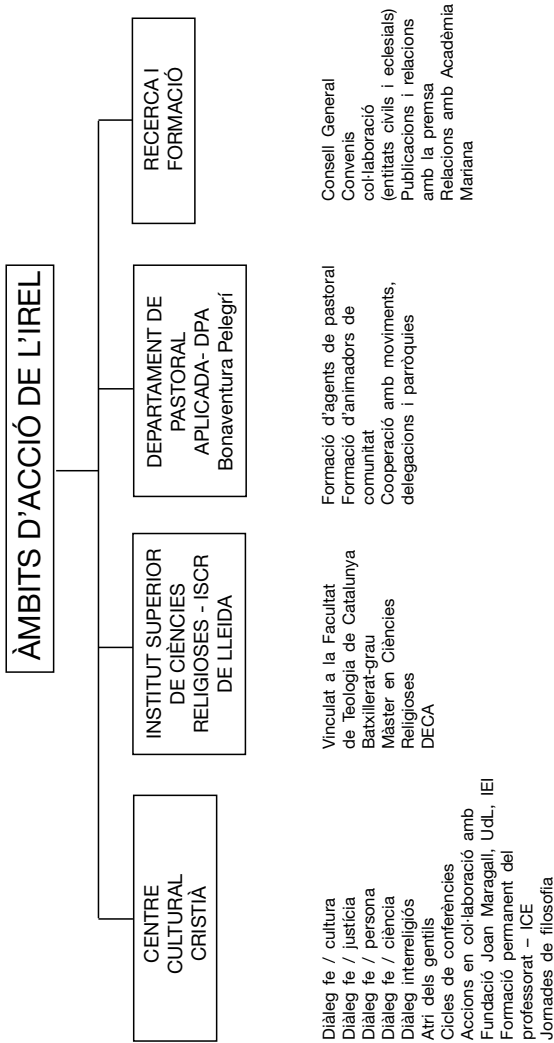 ÀMBITS D'ACCIÓ DE L'IREL
CENTRE
CULTURAL
CRISTIÀ
Diàleg fe / cultura
Diàleg fe / justícia
Diàleg fe / persona
Diàleg fe / ciència
Diàleg interreligiós
Atri dels gentils
Cicles de conferències
Accions en col·laboració amb
Fundació Joan Maragall, UdL, IEI
Formació permanent del
professorat – ICE
Jornades de filosofia
INSTITUT SUPERIOR
DE CIÈNCIES
RELIGIOSES - ISCR
DE LLEIDA
Vinculat a la Facultat
de Teologia de Catalunya
Batxillerat-grau
Màster en Ciències
Religioses
DECA
DEPARTAMENT DE
PASTORAL
APLICADA- DPA
Bonaventura Pelegrí
Formació d'agents de pastoral
Formació d'animadors de
comunitat
Cooperació amb moviments,
delegacions i parròquies
RECERCA I
FORMACIÓ
Consell General
Convenis
col·laboració
(entitats civils i eclesials)
Publicacions i relacions
amb la premsa
Relacions amb Acadèmia
Mariana